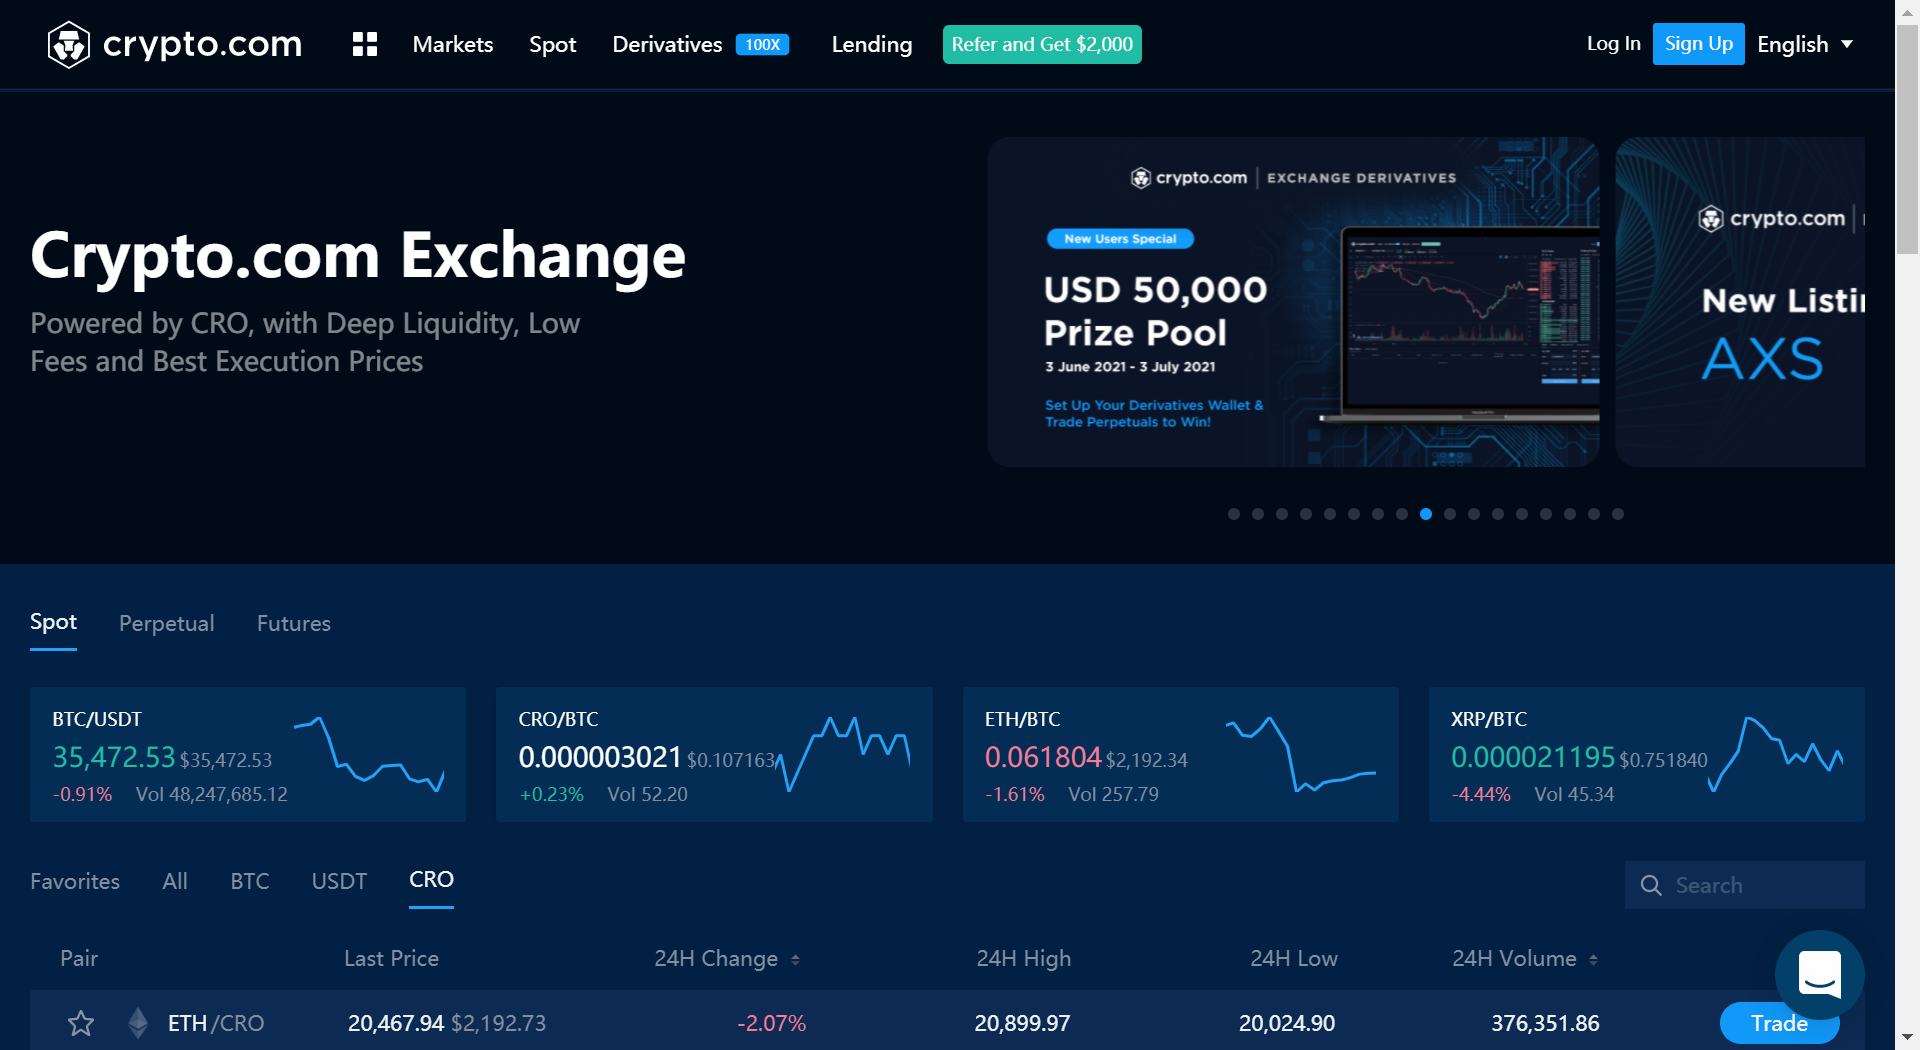 crypto.com
Markets
Spot
Derivatives 100X
Lending
Refer and Get $2,000
Log In
Sign Up
English
Crypto.com Exchange
Powered by CRO, with Deep Liquidity, Low
Fees and Best Execution Prices
crypto.com | EXCHANGE DERIVATIVES
New Users Special
USD 50,000
Prize Pool
3 June 2021 - 3 July 2021
Set Up Your Derivatives Wallet &
Trade Perpetuals to Win!
crypto.com
New Listin
AXS
Spot
Perpetual
Futures
BTC/USDT
35,472.53 $35,472.53
-0.91% Vol 48,247,685.12
CRO/BTC
0.000003021 $0.107163
+0.23% Vol 52.20
ETH/BTC
0.061804 $2,192.34
-1.61% Vol 257.79
XRP/BTC
0.000021195 $0.751840
-4.44% Vol 45.34
Favorites
All
BTC
USDT
CRO
Search
Pair
Last Price
24H Change
24H High
24H Low
24H Volume
ETH/CRO
20,467.94 $2,192.73
-2.07%
20,899.97
20,024.90
376,351.86
Trade